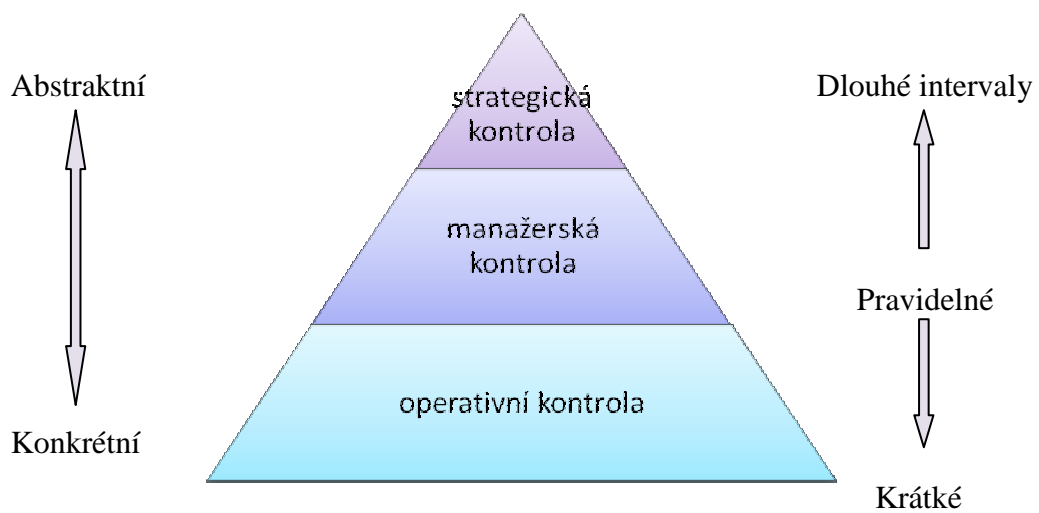 Abstraktní
Dlouhé intervaly
strategická
kontrola
manažerská
kontrola
Pravidelné
operativní kontrola
Konkrétní
Krátké